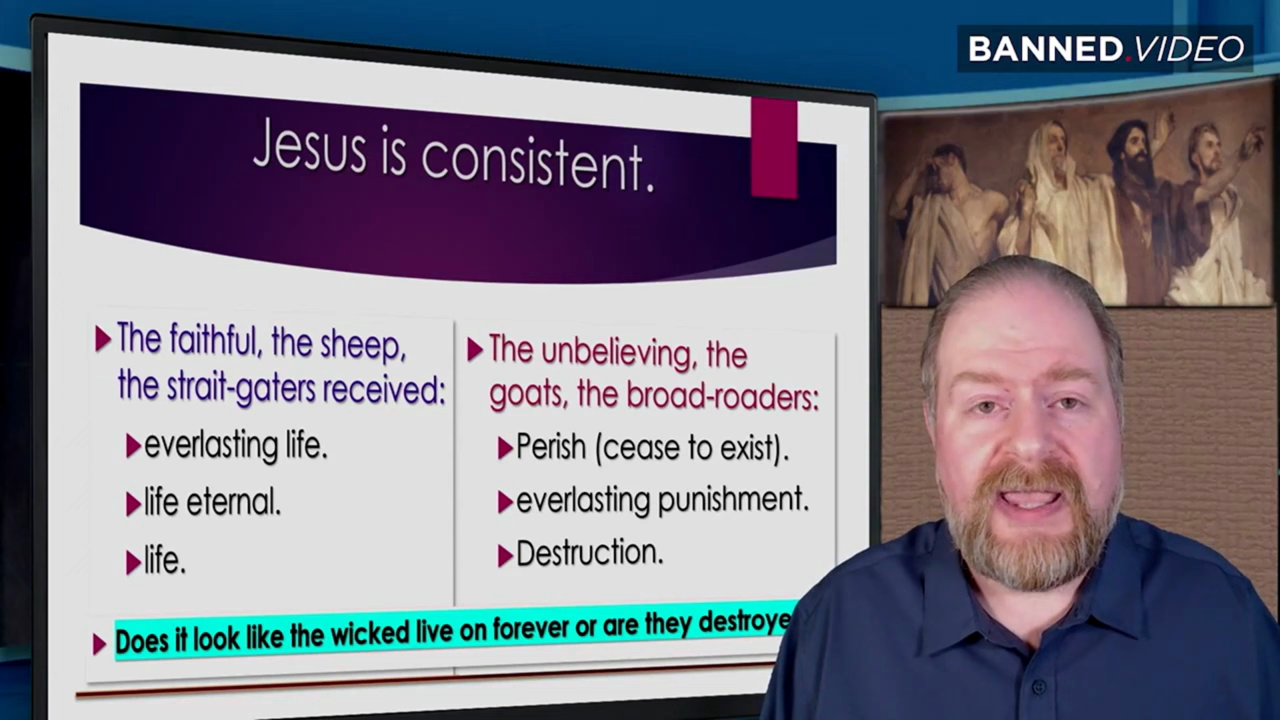 BANNED.VIDEO
Jesus is consistent.
The faithful, the sheep,
the strait-gaters received:
everlasting life.
life eternal.
life.
The unbelieving, the
goats, the broad-roaders:
Perish (cease to exist).
everlasting punishment.
Destruction.
Does it look like the wicked live on forever or are they destroye